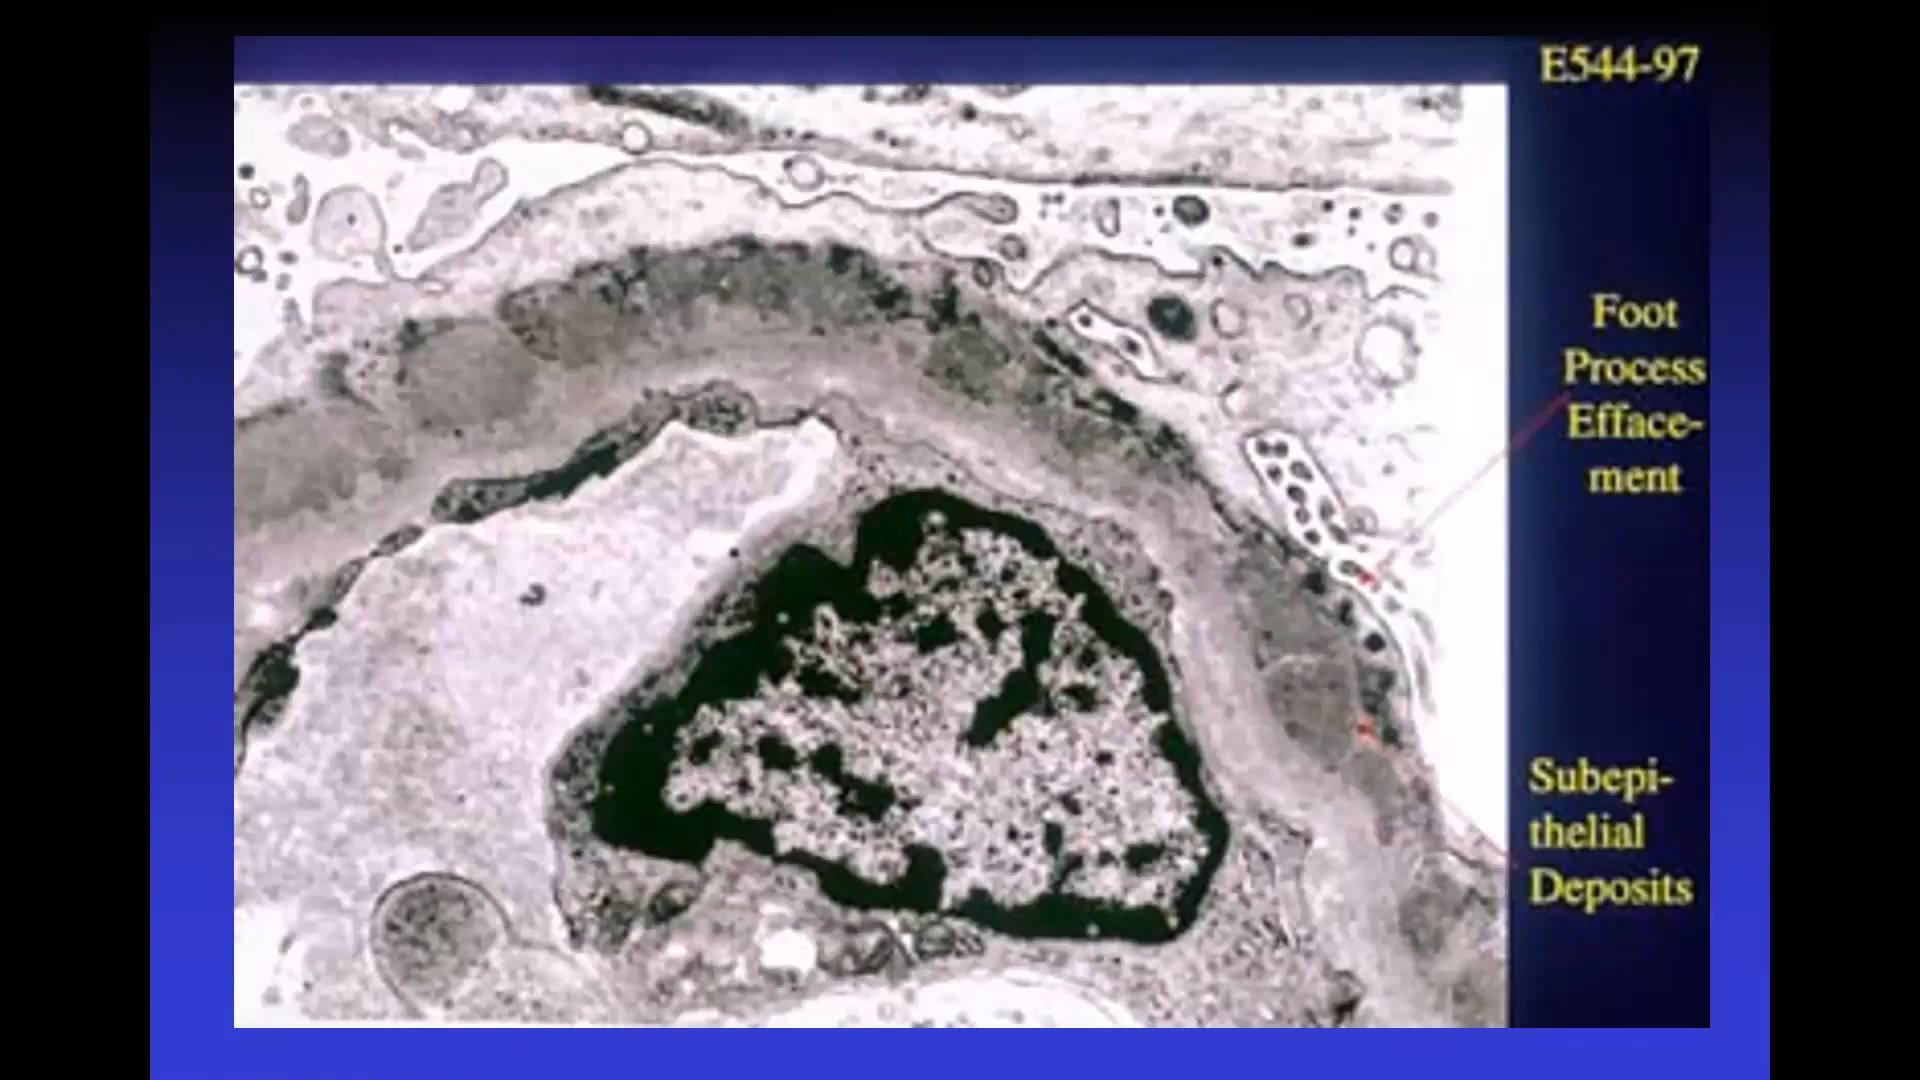 E544-97
Foot
Process
Efface-
ment
Subepi-
thelial
Deposits